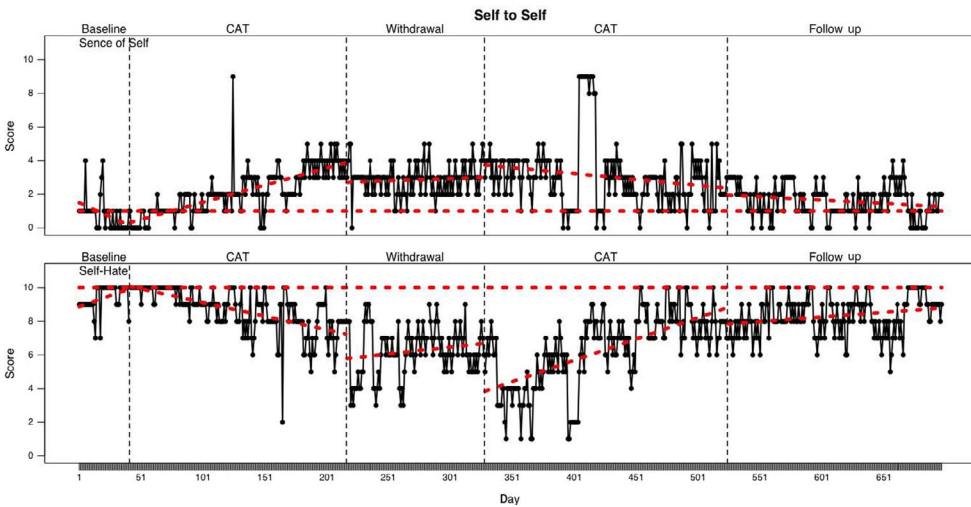 Self to Self
Baseline CAT Withdrawal CAT Follow up
Sence of Self
10
8
6
4
2
0
Score
Baseline CAT Withdrawal CAT Follow up
Self-Hate
10
8
6
4
2
0
Score
1 51 101 151 201 251 301 351 401 451 501 551 601 651
Day